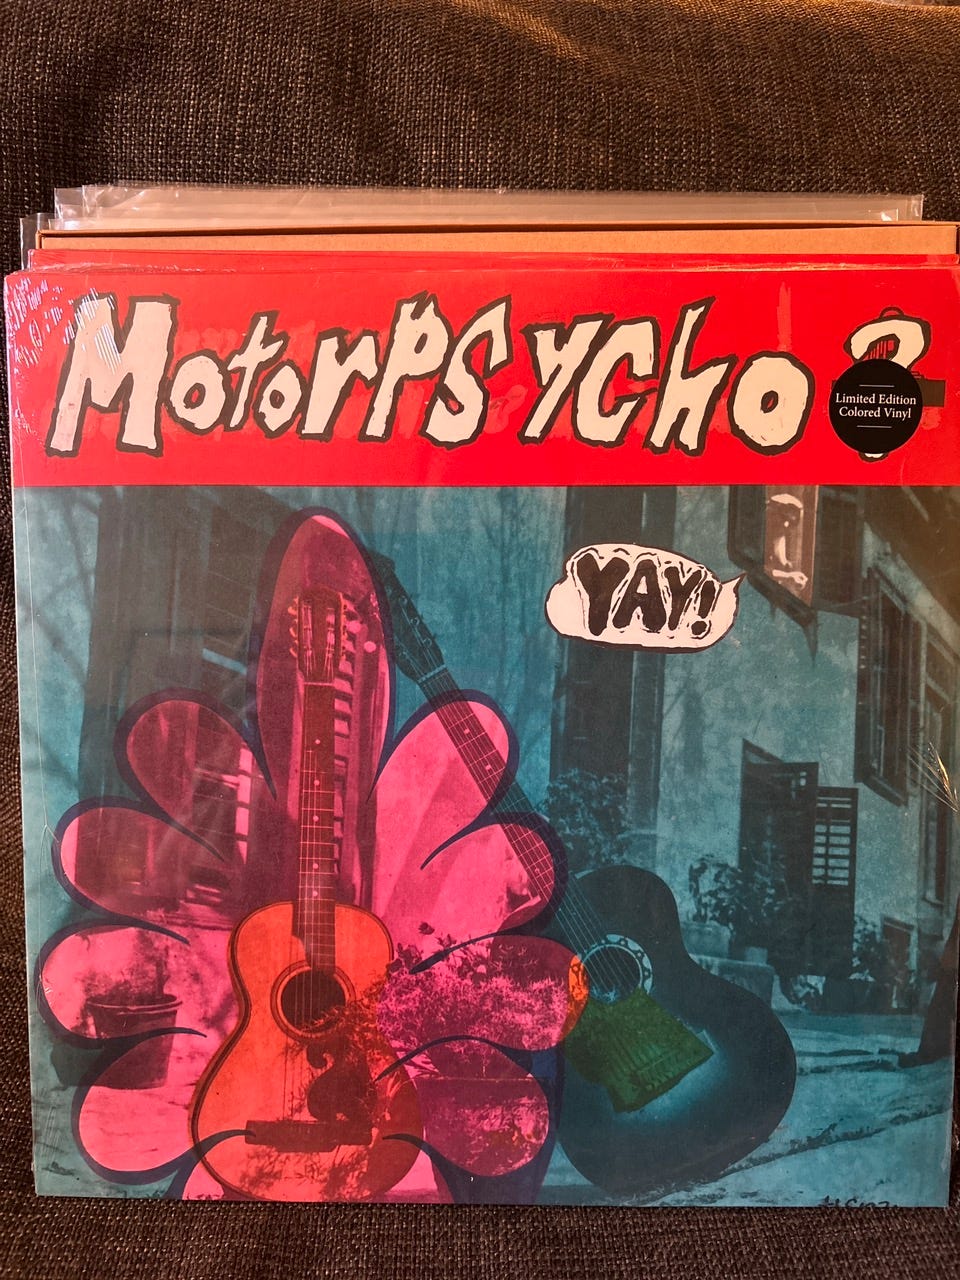 MotorPSycho ?
Limited Edition
Colored Vinyl
YAY!